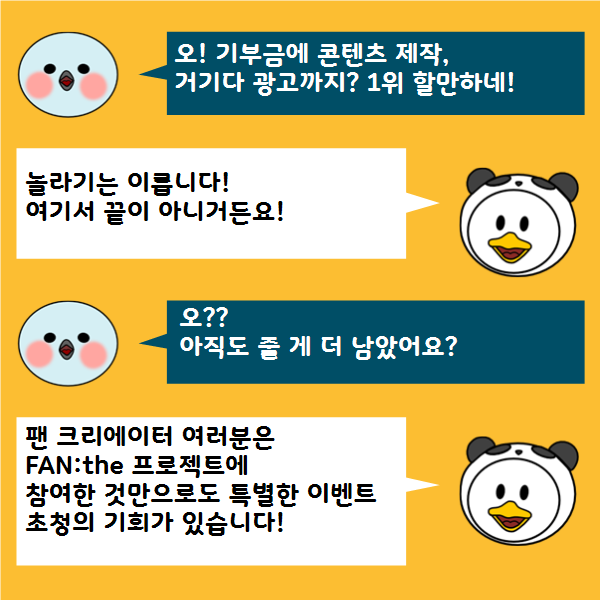 오! 기부금에 콘텐츠 제작,
거기다 광고까지? 1위 할만하네!
놀라기는 이릅니다!
여기서 끝이 아니거든요!
오??
아직도 줄 게 더 남았어요?
팬 크리에이터 여러분은
FAN:the 프로젝트에
참여한 것만으로도 특별한 이벤트
초청의 기회가 있습니다!